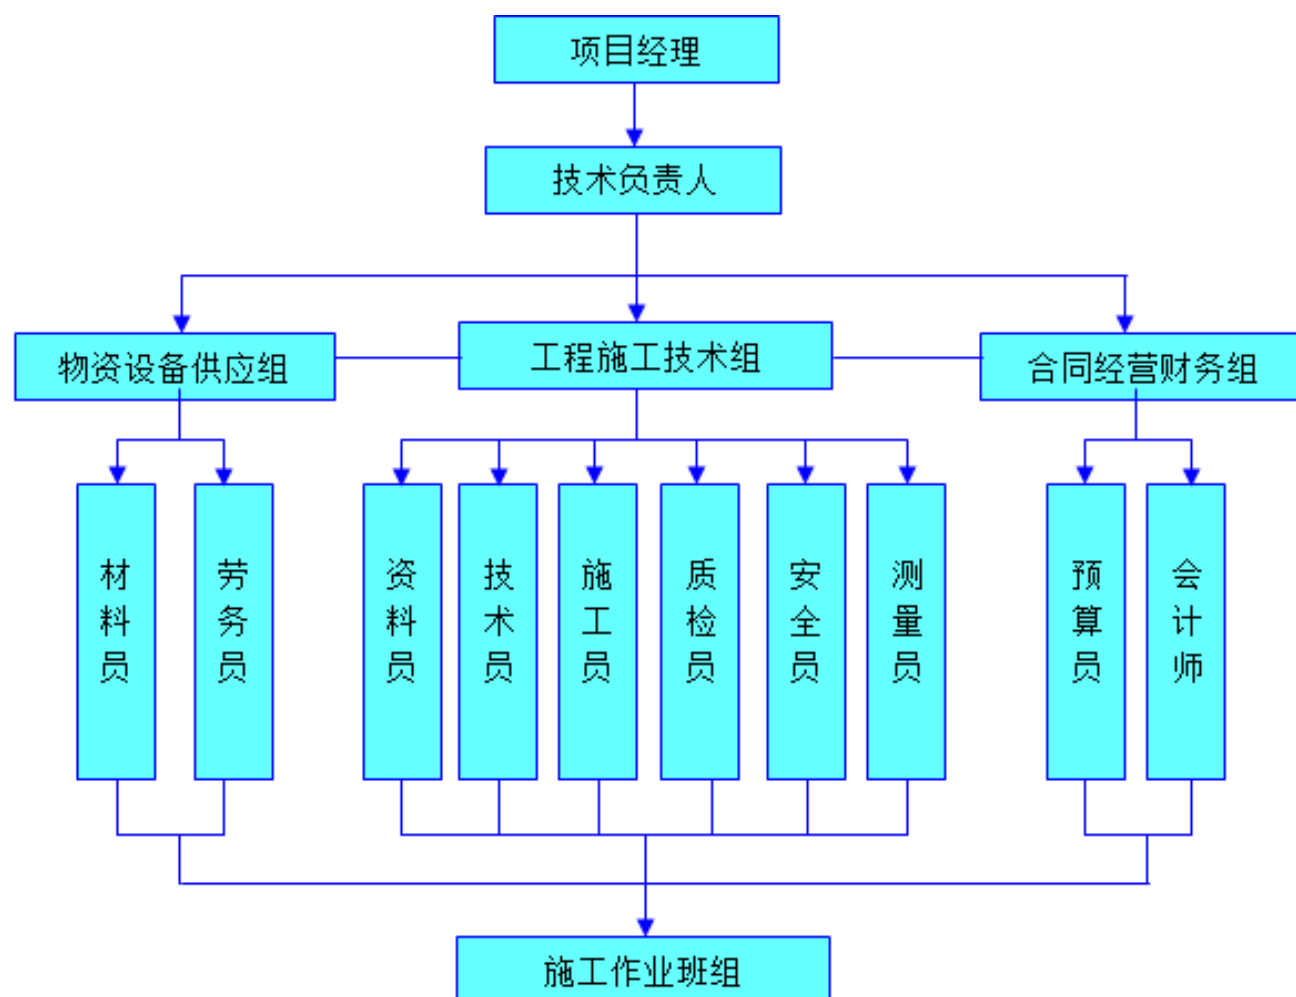 项目经理
技术负责人
物资设备供应组
工程施工技术组
合同经营财务组
材料员
劳务员
资料员
技术员
施工员
质检员
安全员
测量员
预算员
会计师
施工作业班组